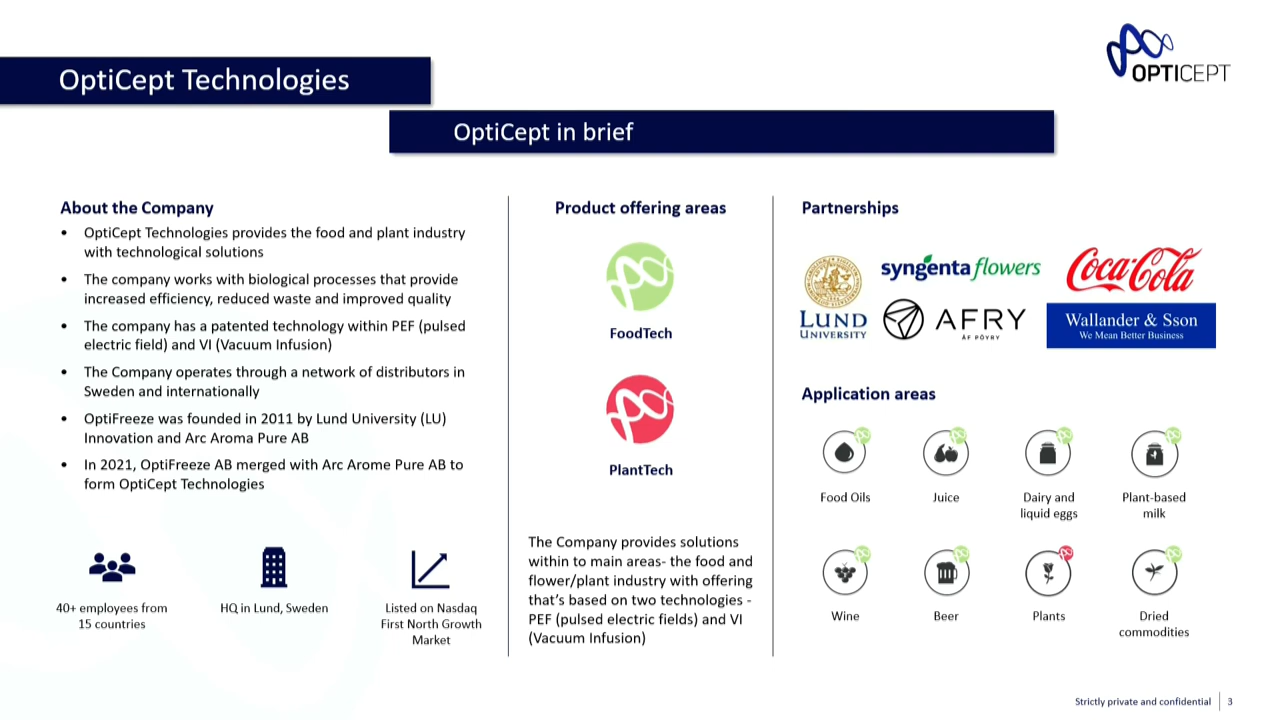 OPTICEPT
OptiCept Technologies
OptiCept in brief
About the Company
• OptiCept Technologies provides the food and plant industry
with technological solutions
• The company works with biological processes that provide
increased efficiency, reduced waste and improved quality
• The company has a patented technology within PEF (pulsed
electric field) and VI (Vacuum Infusion)
• The Company operates through a network of distributors in
Sweden and internationally
• OptiFreeze was founded in 2011 by Lund University (LU)
Innovation and Arc Aroma Pure AB
• In 2021, OptiFreeze AB merged with Arc Arome Pure AB to
form OptiCept Technologies
40+ employees from
15 countries
HQ in Lund, Sweden
Listed on Nasdaq
First North Growth
Market
Product offering areas
FoodTech
PlantTech
The Company provides solutions
within to main areas- the food and
flower/plant industry with offering
that’s based on two technologies -
PEF (pulsed electric fields) and VI
(Vacuum Infusion)
Partnerships
LUND
UNIVERSITY
syngenta flowers
Coca-Cola
AFRY
ÅF PÖYRY
Wallander & Sson
We Mean Better Business
Application areas
Food Oils
Juice
Dairy and
liquid eggs
Plant-based
milk
Wine
Beer
Plants
Dried
commodities
Strictly private and confidential
3